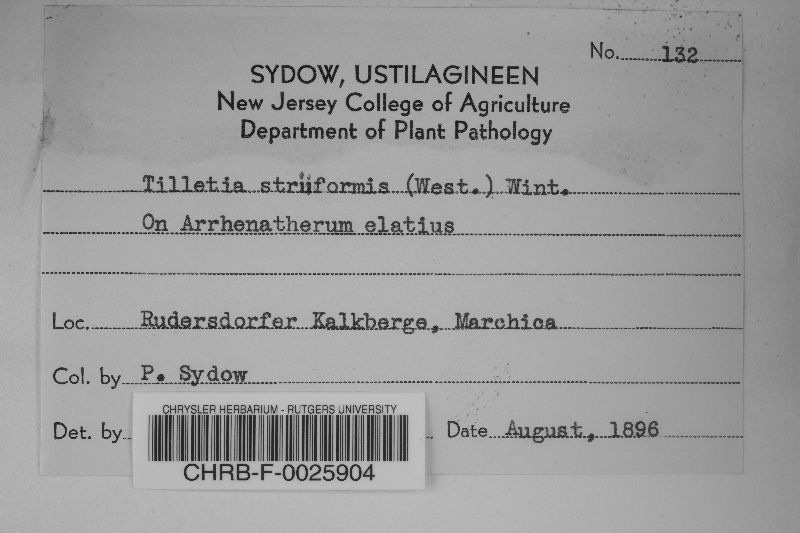 No. 132
SYDOW, USTILAGINEEN
New Jersey College of Agriculture
Department of Plant Pathology
Tilletia striiformis (West.) Wint.
On Arrhenatherum elatius
Loc. Rudersdorfer Kalkberge, Marchica
Col. by P. Sydow
Det. by
Date August, 1896
CHRYSLER HERBARIUM - RUTGERS UNIVERSITY
CHRB-F-0025904